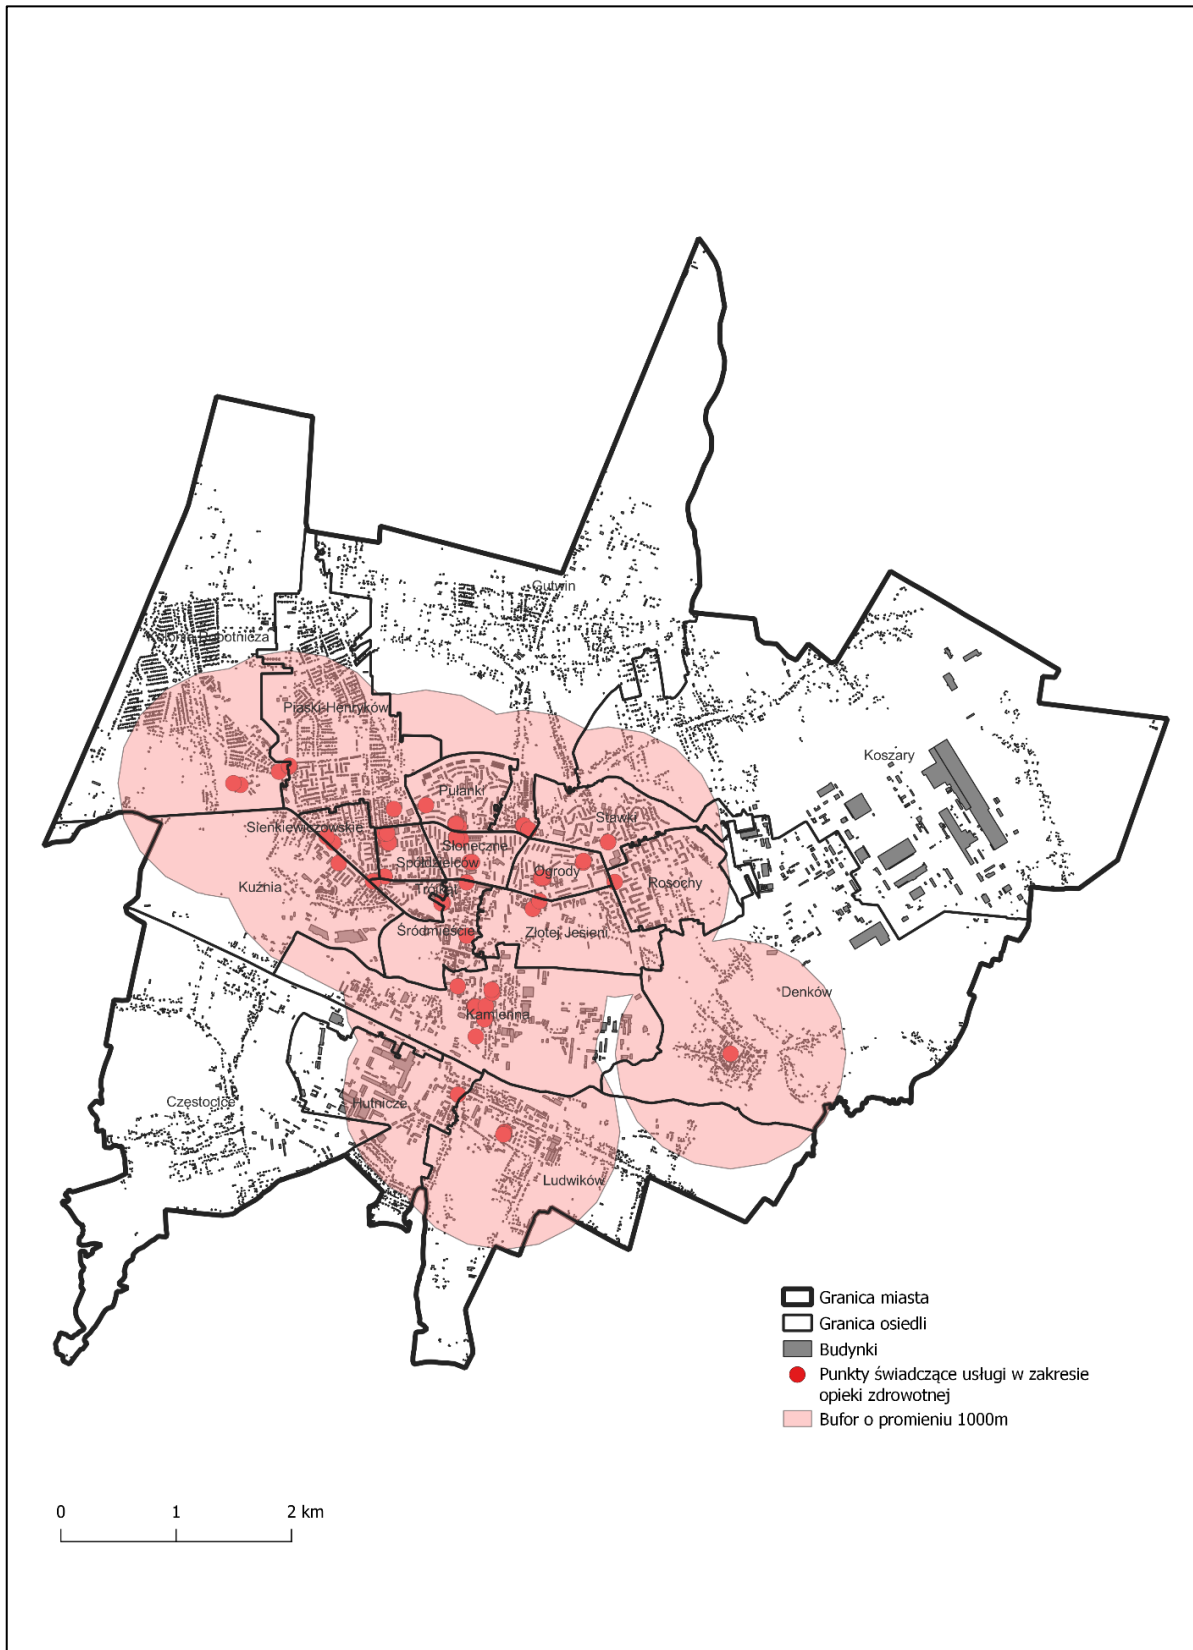 Gutwin
Kolonia Robotnicza
Piaski-Henryków
Koszary
Pułanki
Stawki
Sienkiewiczowskie
Słoneczne
Spółdzielców
Ogrody
Kuźnia
Trójkąt
Rosochy
Śródmieście
Złotej Jesieni
Denków
Kamienna
Częstocice
Hutnicze
Ludwików
Granica miasta
Granica osiedli
Budynki
Punkty świadczące usługi w zakresie
opieki zdrowotnej
Bufor o promieniu 1000m
0 1 2 km